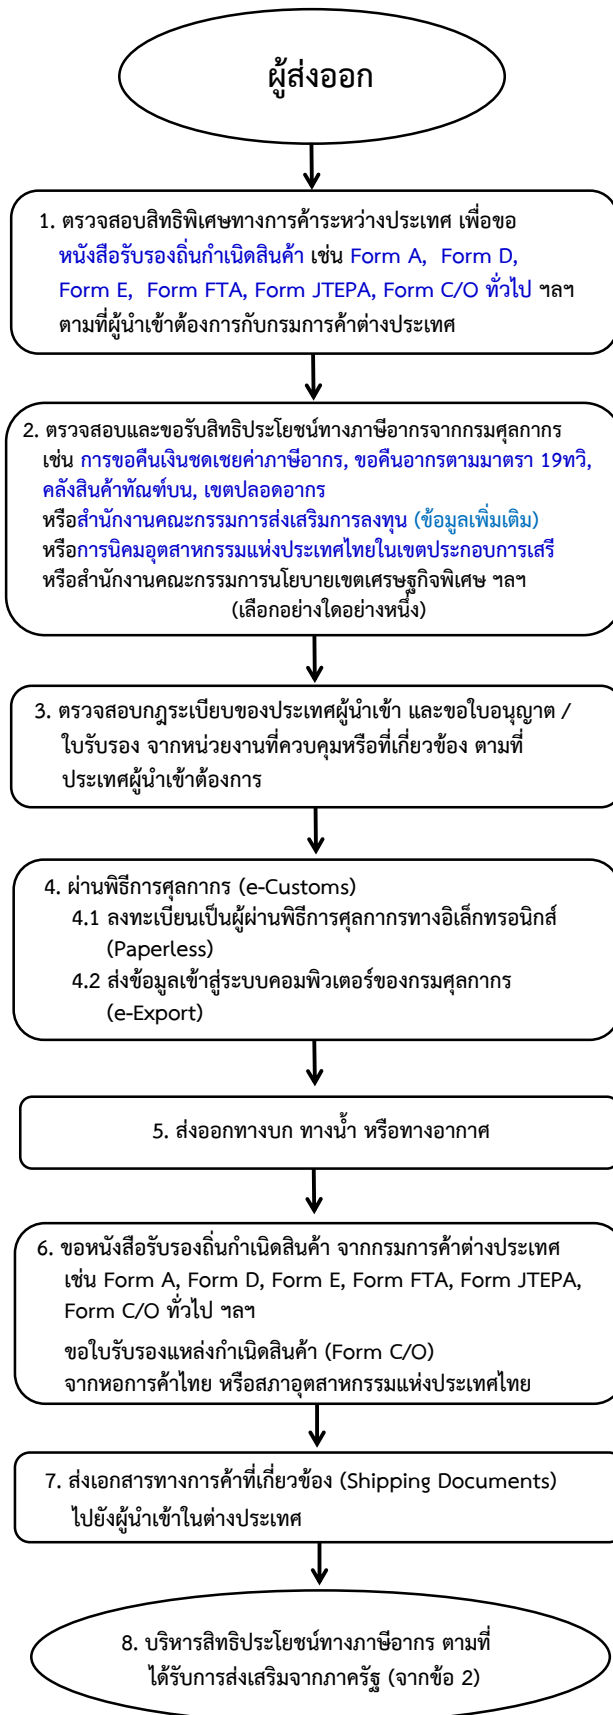 ผู้ส่งออก
1. ตรวจสอบสิทธิพิเศษทางการค้าระหว่างประเทศ เพื่อขอ
หนังสือรับรองถิ่นกำเนิดสินค้า เช่น Form A, Form D,
Form E, Form FTA, Form JTEPA, Form C/O ทั่วไป ฯลฯ
ตามที่ผู้นำเข้าต้องการกับกรมการค้าต่างประเทศ
2. ตรวจสอบและขอรับสิทธิประโยชน์ทางภาษีอากรจากกรมศุลกากร
เช่น การขอคืนเงินชดเชยค่าภาษีอากร, ขอคืนอากรตามมาตรา 19ทวิ,
คลังสินค้าทัณฑ์บน, เขตปลอดอากร
หรือสำนักงานคณะกรรมการส่งเสริมการลงทุน (ข้อมูลเพิ่มเติม)
หรือการนิคมอุตสาหกรรมแห่งประเทศไทยในเขตประกอบการเสรี
หรือสำนักงานคณะกรรมการนโยบายเขตเศรษฐกิจพิเศษ ฯลฯ
(เลือกอย่างใดอย่างหนึ่ง)
3. ตรวจสอบกฎระเบียบของประเทศผู้นำเข้า และขอใบอนุญาต /
ใบรับรอง จากหน่วยงานที่ควบคุมหรือที่เกี่ยวข้อง ตามที่
ประเทศผู้นำเข้าต้องการ
4. ผ่านพิธีการศุลกากร (e-Customs)
4.1 ลงทะเบียนเป็นผู้ผ่านพิธีการศุลกากรทางอิเล็กทรอนิกส์
(Paperless)
4.2 ส่งข้อมูลเข้าสู่ระบบคอมพิวเตอร์ของกรมศุลกากร
(e-Export)
5. ส่งออกทางบก ทางน้ำ หรือทางอากาศ
6. ขอหนังสือรับรองถิ่นกำเนิดสินค้า จากกรมการค้าต่างประเทศ
เช่น Form A, Form D, Form E, Form FTA, Form JTEPA,
Form C/O ทั่วไป ฯลฯ
ขอใบรับรองแหล่งกำเนิดสินค้า (Form C/O)
จากหอการค้าไทย หรือสภาอุตสาหกรรมแห่งประเทศไทย
7. ส่งเอกสารทางการค้าที่เกี่ยวข้อง (Shipping Documents)
ไปยังผู้นำเข้าในต่างประเทศ
8. บริหารสิทธิประโยชน์ทางภาษีอากร ตามที่
ได้รับการส่งเสริมจากภาครัฐ (จากข้อ 2)